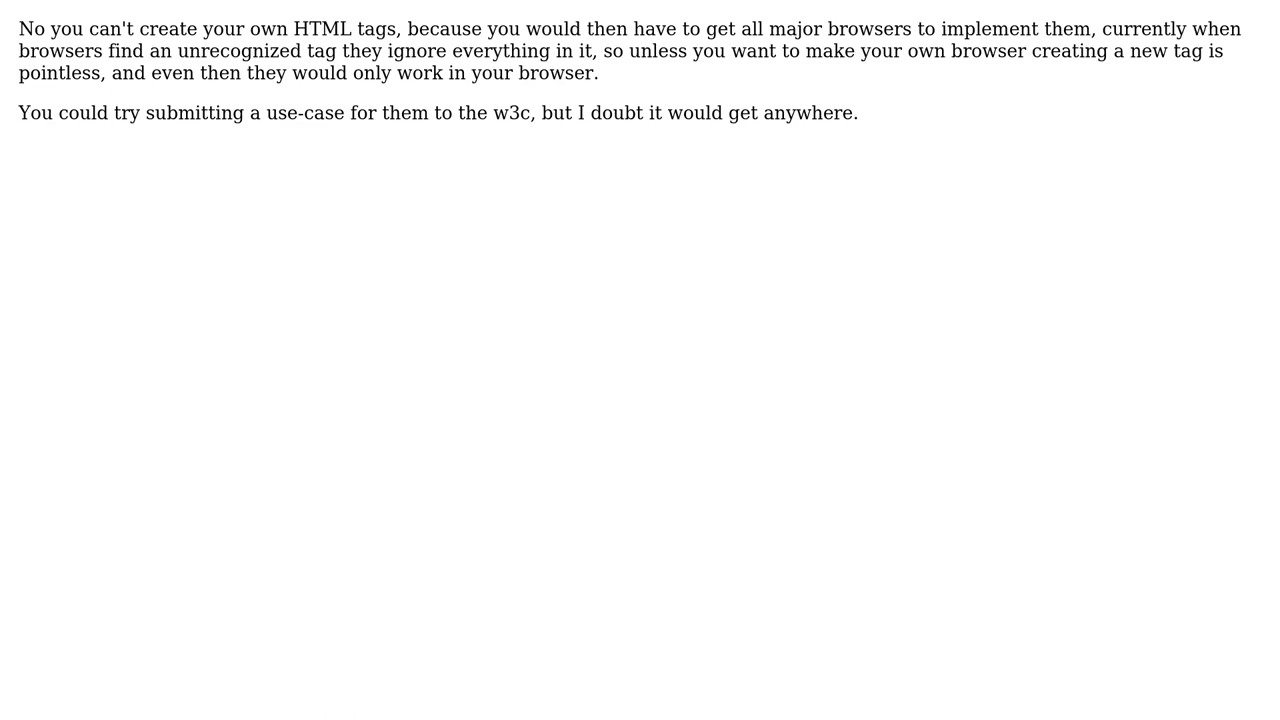 No you can't create your own HTML tags, because you would then have to get all major browsers to implement them, currently when
browsers find an unrecognized tag they ignore everything in it, so unless you want to make your own browser creating a new tag is
pointless, and even then they would only work in your browser.
You could try submitting a use-case for them to the w3c, but I doubt it would get anywhere.